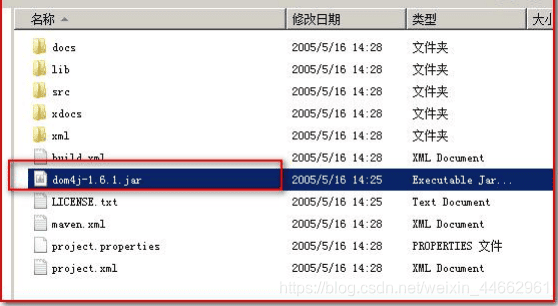 名称 修改日期 类型 大小
docs 2005/5/16 14:28 文件夹
lib 2005/5/16 14:28 文件夹
src 2005/5/16 14:28 文件夹
xdocs 2005/5/16 14:28 文件夹
xml 2005/5/16 14:28 文件夹
build.xml 2005/5/16 14:28 XML Document
dom4j-1.6.1.jar 2005/5/16 14:25 Executable Jar...
LICENSE.txt 2005/5/16 14:25 Text Document
maven.xml 2005/5/16 14:28 XML Document
project.properties 2005/5/16 14:28 PROPERTIES 文件
project.xml 2005/5/16 14:28 XML Document
https://blog.csdn.net/weixin_44662961